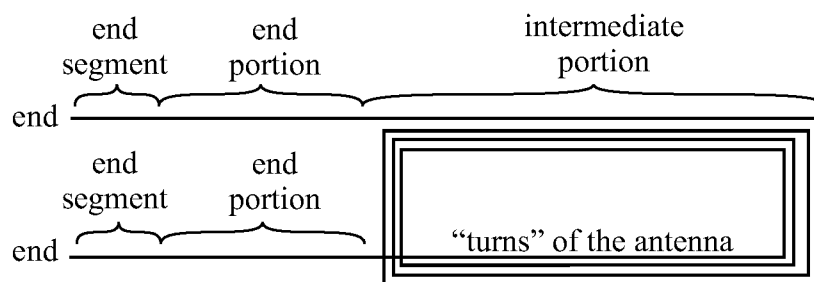 end segment
end portion
intermediate portion
end
end segment
end portion
"turns" of the antenna
end